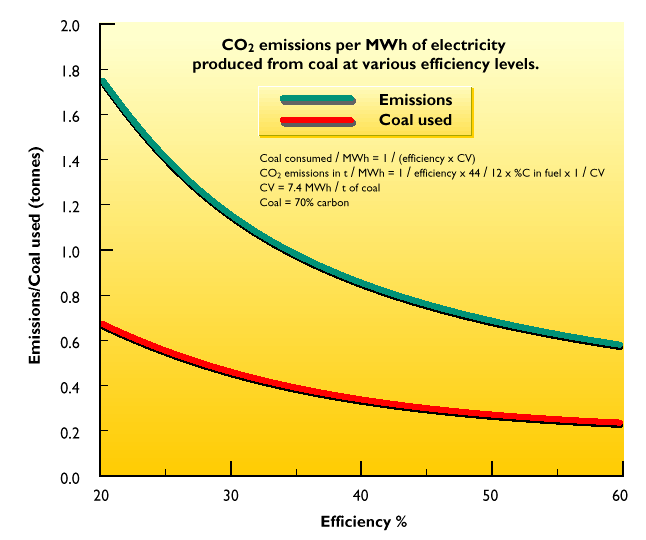 CO2 emissions per MWh of electricity
produced from coal at various efficiency levels.
Emissions
Coal used
Coal consumed / MWh = 1 / (efficiency x CV)
CO2 emissions in t / MWh = 1 / efficiency x 44 / 12 x %C in fuel x 1 / CV
CV = 7.4 MWh / t of coal
Coal = 70% carbon
Emissions/Coal used (tonnes)
2.0
1.8
1.6
1.4
1.2
1.0
0.8
0.6
0.4
0.2
0.0
20 30 40 50 60
Efficiency %